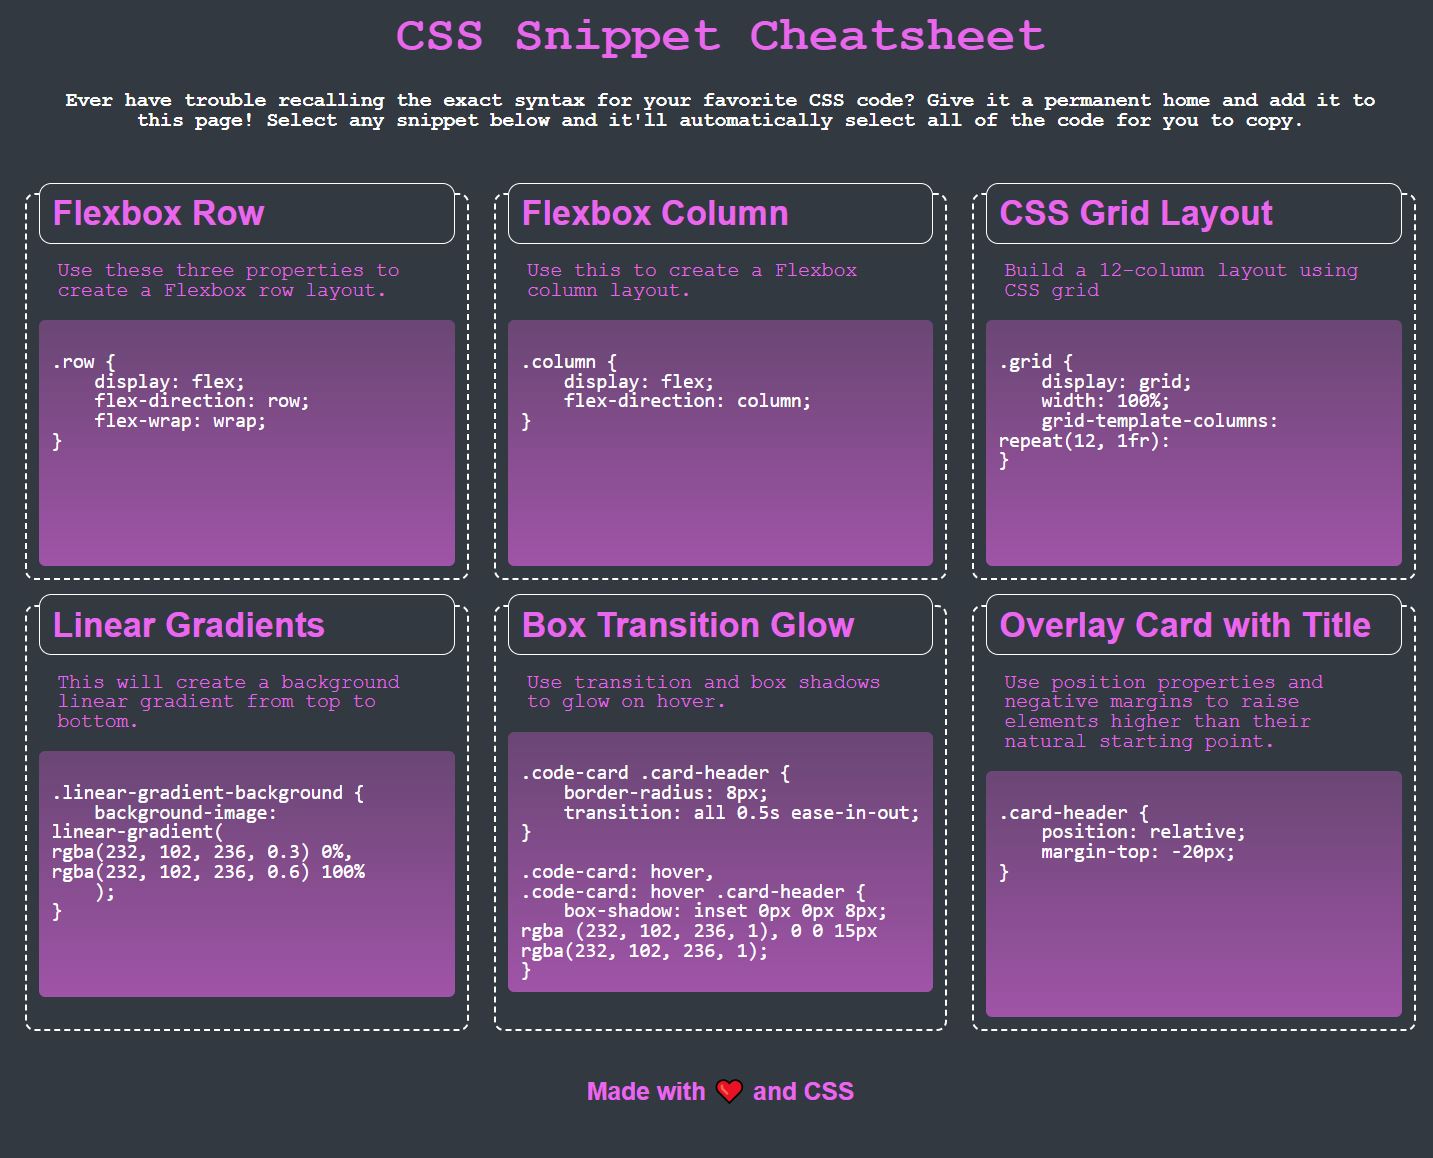 CSS Snippet Cheatsheet
Ever have trouble recalling the exact syntax for your favorite CSS code? Give it a permanent home and add it to
this page! Select any snippet below and it'll automatically select all of the code for you to copy.
Flexbox Row
Use these three properties to
create a Flexbox row layout.
.row {
    display: flex;
    flex-direction: row;
    flex-wrap: wrap;
}
Flexbox Column
Use this to create a Flexbox
column layout.
.column {
    display: flex;
    flex-direction: column;
}
CSS Grid Layout
Build a 12-column layout using
CSS grid
.grid {
    display: grid;
    width: 100%;
    grid-template-columns:
repeat(12, 1fr):
}
Linear Gradients
This will create a background
linear gradient from top to
bottom.
.linear-gradient-background {
    background-image:
linear-gradient(
rgba(232, 102, 236, 0.3) 0%,
rgba(232, 102, 236, 0.6) 100%
    );
}
Box Transition Glow
Use transition and box shadows
to glow on hover.
.code-card .card-header {
    border-radius: 8px;
    transition: all 0.5s ease-in-out;
}
.code-card: hover,
.code-card: hover .card-header {
    box-shadow: inset 0px 0px 8px;
rgba (232, 102, 236, 1), 0 0 15px
rgba(232, 102, 236, 1);
}
Overlay Card with Title
Use position properties and
negative margins to raise
elements higher than their
natural starting point.
.card-header {
    position: relative;
    margin-top: -20px;
}
Made with ❤️ and CSS